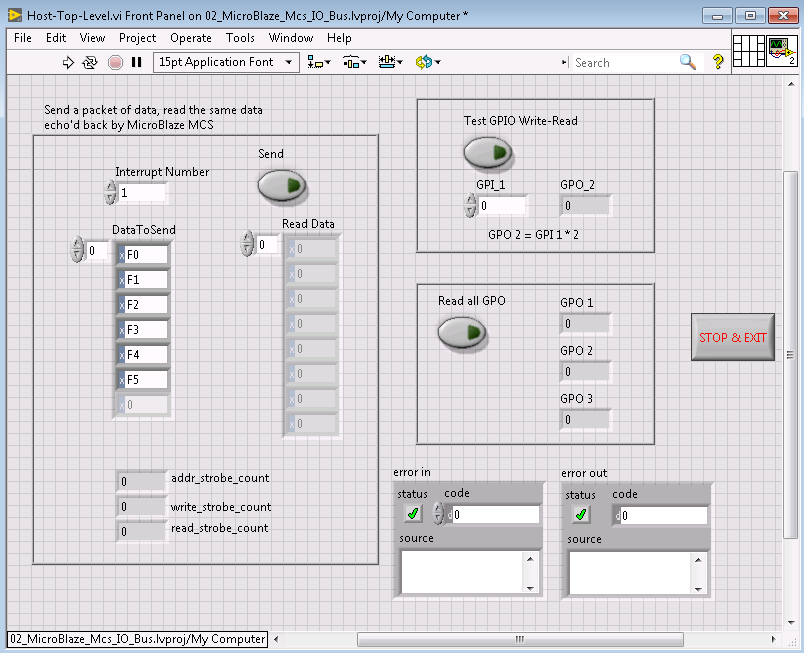 Host-Top-Level.vi Front Panel on 02_MicroBlaze_Mcs_IO_Bus.lvproj/My Computer *
File Edit View Project Operate Tools Window Help
15pt Application Font
Search
?
2
Send a packet of data, read the same data
echo'd back by MicroBlaze MCS
Interrupt Number
1
Send
DataToSend
0
x F0
x F1
x F2
x F3
x F4
x F5
x 0
Read Data
0
x 0
x 0
x 0
x 0
x 0
x 0
x 0
x 0
0 addr_strobe_count
0 write_strobe_count
0 read_strobe_count
Test GPIO Write-Read
GPI_1 GPO_2
0 0
GPO 2 = GPI 1 * 2
Read all GPO
GPO 1
0
GPO 2
0
GPO 3
0
STOP & EXIT
error in
status code
d 0
source
error out
status code
d 0
source
02_MicroBlaze_Mcs_IO_Bus.lvproj/My Computer